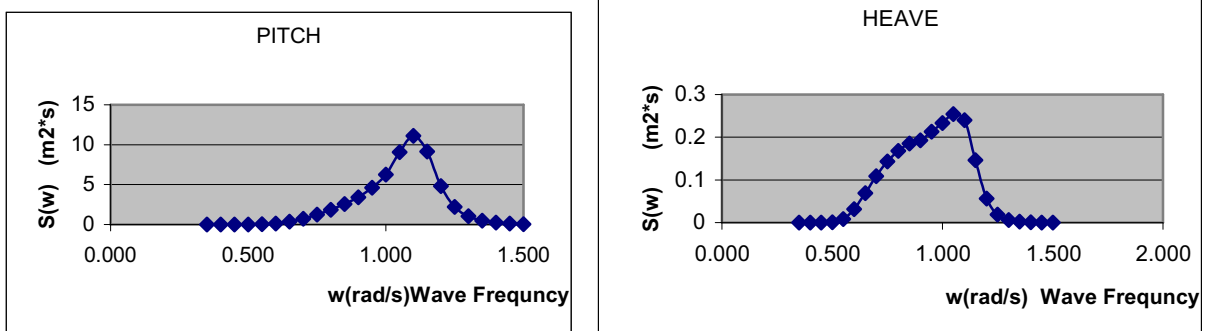 PITCH
S(w) (m2*s)
15
10
5
0
0.000 0.500 1.000 1.500
w(rad/s)Wave Frequncy
HEAVE
S(w) (m2*s)
0.3
0.2
0.1
0
0.000 0.500 1.000 1.500 2.000
w(rad/s) Wave Frequncy